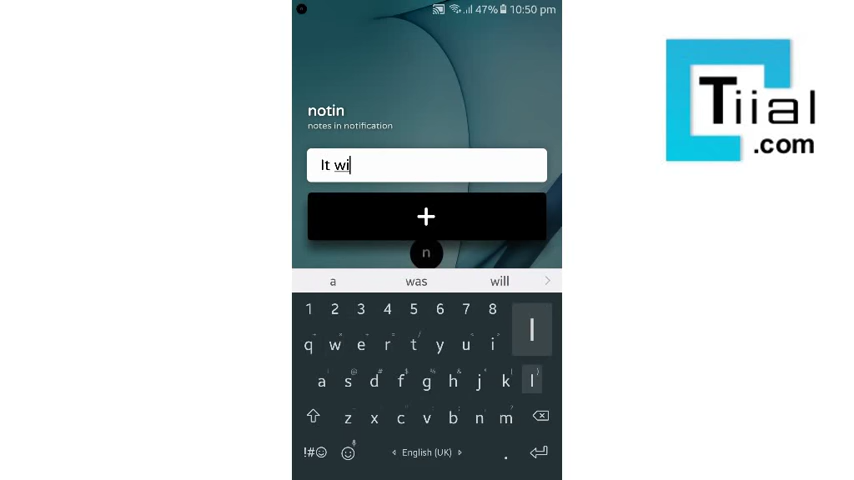 47% 10:50 pm
notin
notes in notification
It wi
+
n
a was will >
1 2 3 4 5 6 7 8 l
q w e r t y u i
a s d f g h j k l
z x c v b n m
!#☺ English (UK) .
Tiial
.com